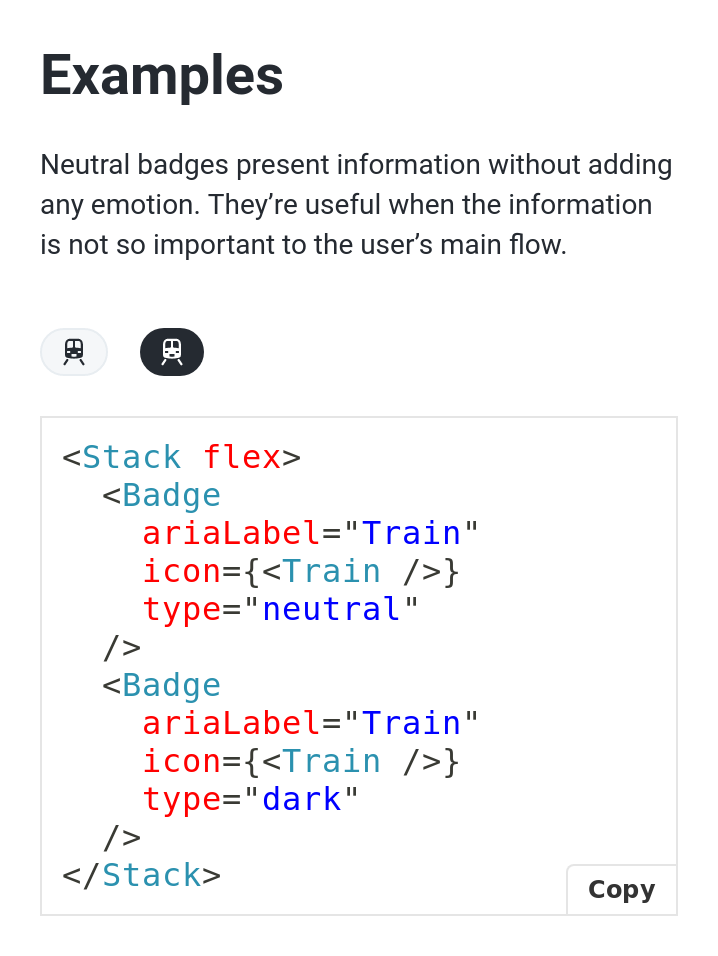 Examples
Neutral badges present information without adding
any emotion. They’re useful when the information
is not so important to the user’s main flow.
<Stack flex>
  <Badge
    ariaLabel="Train"
    icon={<Train />}
    type="neutral"
  />
  <Badge
    ariaLabel="Train"
    icon={<Train />}
    type="dark"
  />
</Stack>
Copy